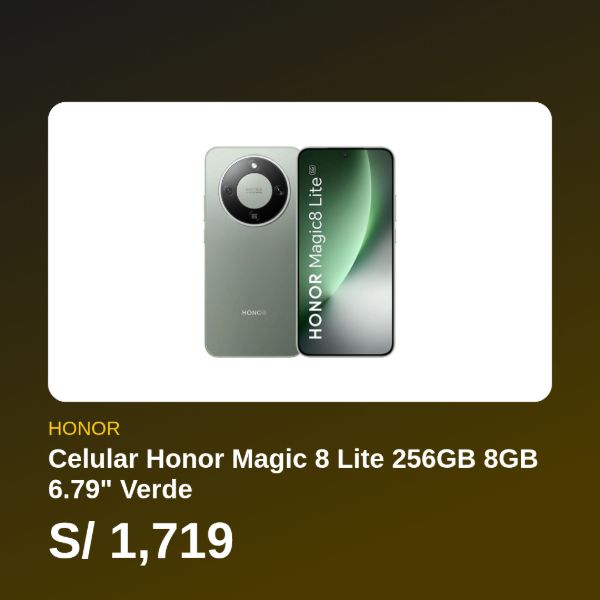 HONOR
HONOR Magic8 Lite
HONOR
Celular Honor Magic 8 Lite 256GB 8GB
6.79" Verde
S/ 1,719